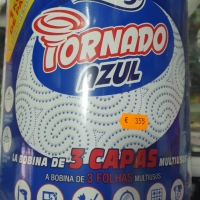 TORNADO
AZUL
€ 3'55
LA BOBINA DE 3 CAPAS MULTIUSOS
A BOBINA DE 3 FOLHAS MULTIUSOS